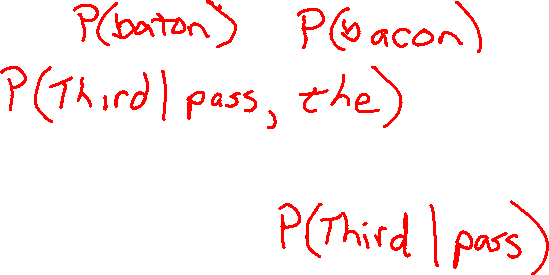 P(baton) P(bacon)
P(Third | pass, the)
P(Third | pass)